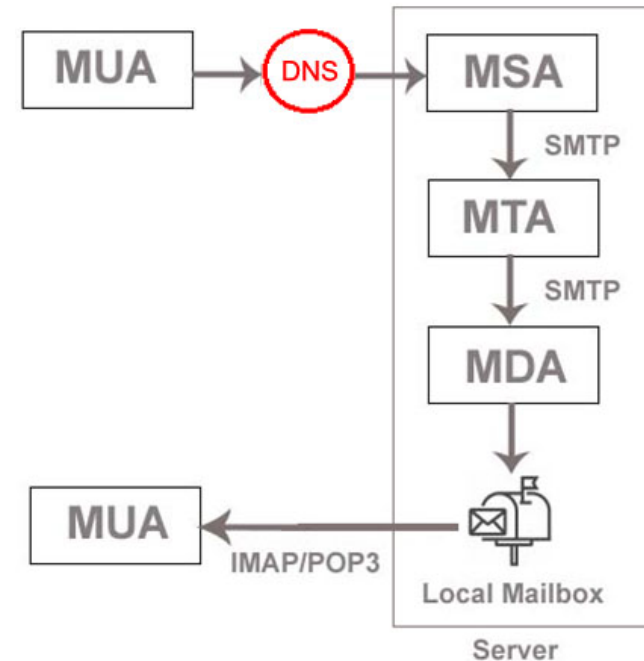 MUA
DNS
MSA
SMTP
MTA
SMTP
MDA
MUA
IMAP/POP3
Local Mailbox
Server